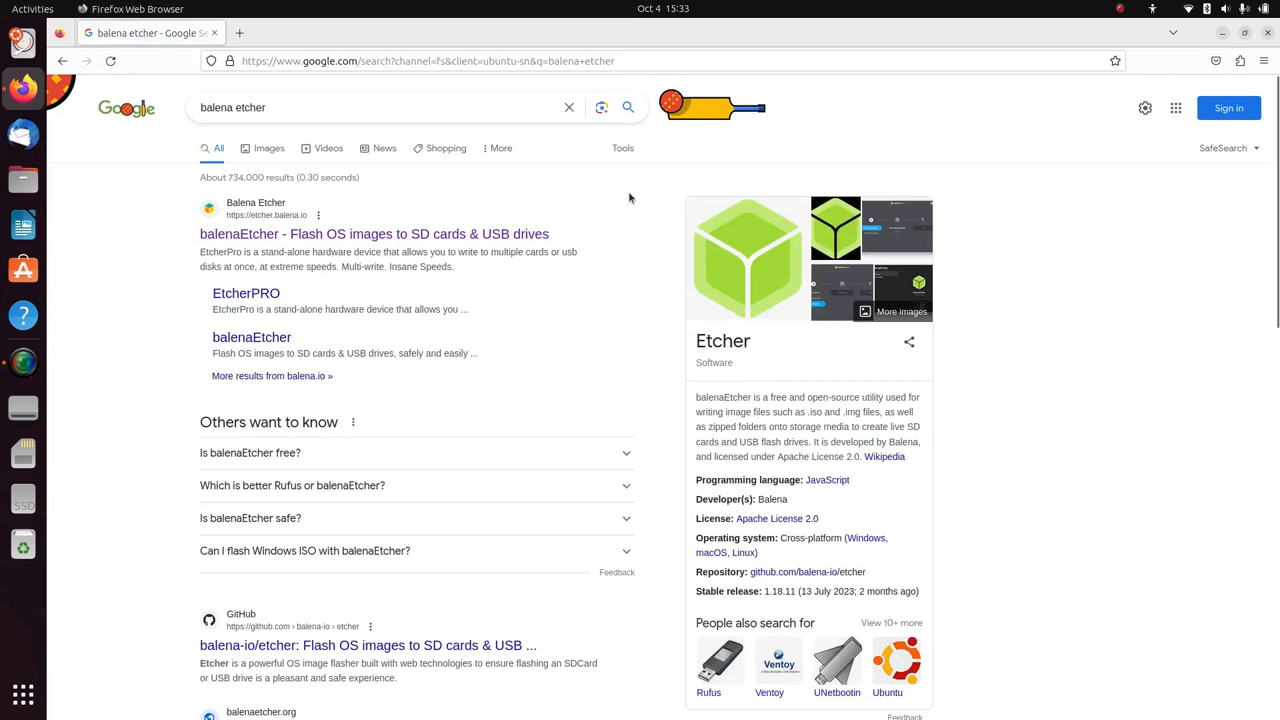 Activities
Firefox Web Browser
Oct 4 15:33
balena etcher - Google Se
https://www.google.com/search?channel=fs&client=ubuntu-sn&q=balena+etcher
Google
balena etcher
Sign in
All
Images
Videos
News
Shopping
More
Tools
SafeSearch
About 734,000 results (0.30 seconds)
Balena Etcher
https://etcher.balena.io
balenaEtcher - Flash OS images to SD cards & USB drives
EtcherPro is a stand-alone hardware device that allows you to write to multiple cards or usb
disks at once, at extreme speeds. Multi-write. Insane Speeds.
EtcherPRO
EtcherPro is a stand-alone hardware device that allows you ...
balenaEtcher
Flash OS images to SD cards & USB drives, safely and easily ...
More results from balena.io »
Others want to know
Is balenaEtcher free?
Which is better Rufus or balenaEtcher?
Is balenaEtcher safe?
Can I flash Windows ISO with balenaEtcher?
Feedback
GitHub
https://github.com › balena-io › etcher
balena-io/etcher: Flash OS images to SD cards & USB ...
Etcher is a powerful OS image flasher built with web technologies to ensure flashing an SDCard
or USB drive is a pleasant and safe experience.
balenaetcher.org
More images
Etcher
Software
balenaEtcher is a free and open-source utility used for
writing image files such as .iso and .img files, as well
as zipped folders onto storage media to create live SD
cards and USB flash drives. It is developed by Balena,
and licensed under Apache License 2.0. Wikipedia
Programming language: JavaScript
Developer(s): Balena
License: Apache License 2.0
Operating system: Cross-platform (Windows,
macOS, Linux)
Repository: github.com/balena-io/etcher
Stable release: 1.18.11 (13 July 2023; 2 months ago)
People also search for
View 10+ more
Ventoy
Rufus
Ventoy
UNetbootin
Ubuntu
Feedback
SSD